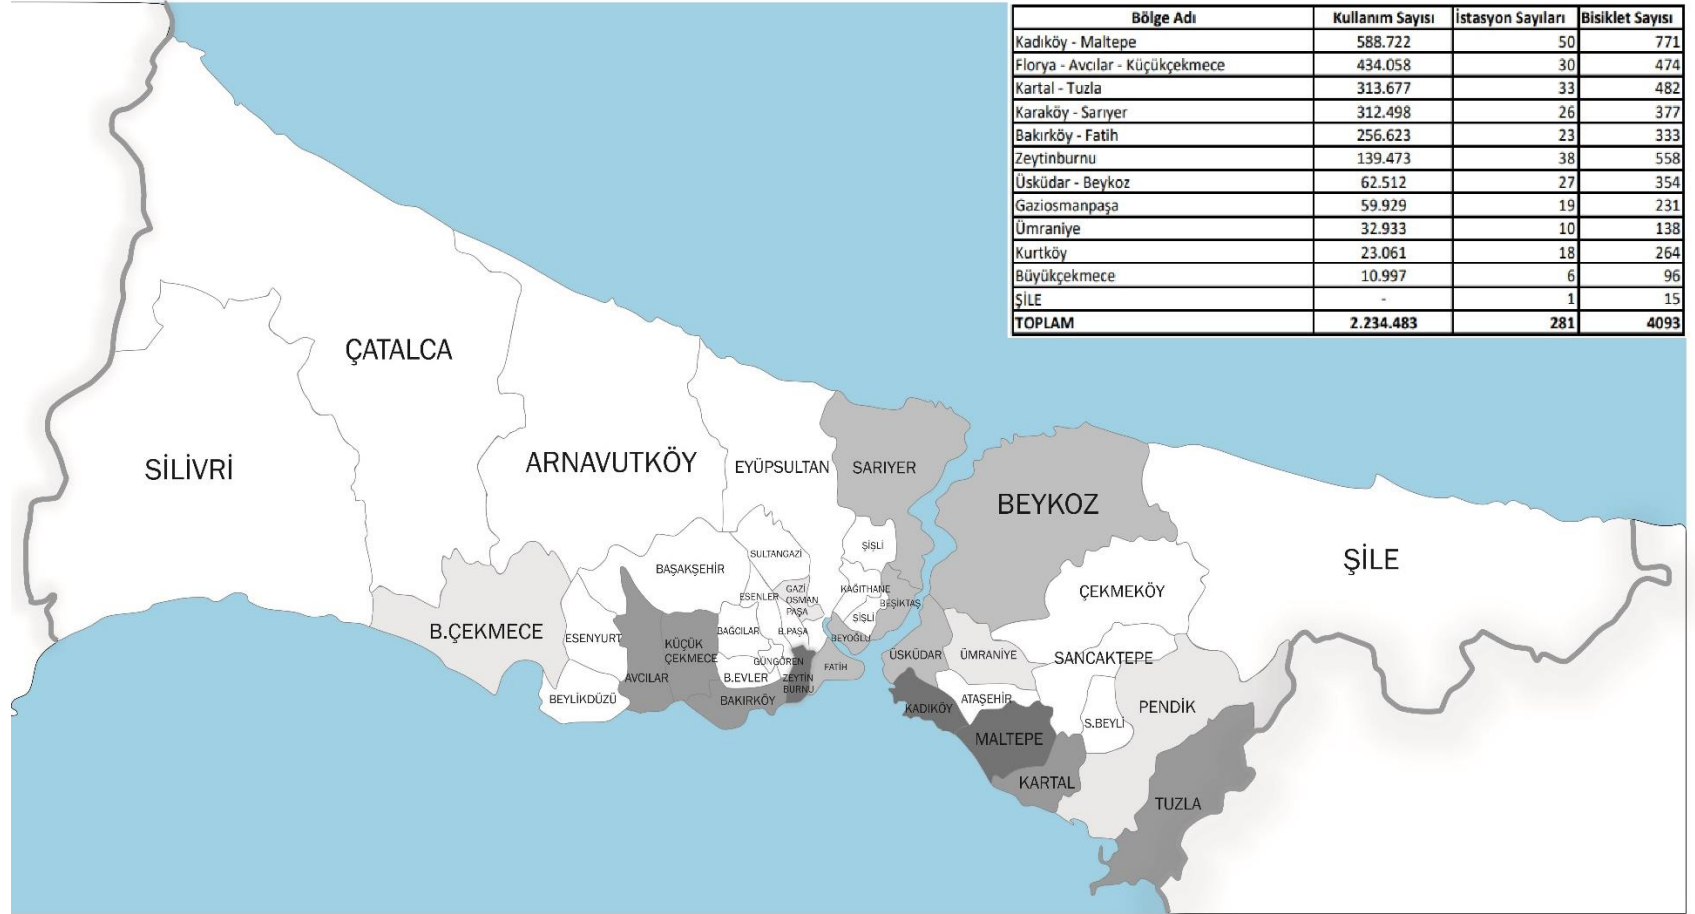 Bölge Adı Kullanım Sayısı İstasyon Sayıları Bisiklet Sayısı
Kadıköy - Maltepe 588.722 50 771
Florya - Avcılar - Küçükçekmece 434.058 30 474
Kartal - Tuzla 313.677 33 482
Karaköy - Sarıyer 312.498 26 377
Bakırköy - Fatih 256.623 23 333
Zeytinburnu 139.473 38 558
Üsküdar - Beykoz 62.512 27 354
Gaziosmanpaşa 59.929 19 231
Ümraniye 32.933 10 138
Kurtköy 23.061 18 264
Büyükçekmece 10.997 6 96
ŞİLE - 1 15
TOPLAM 2.234.483 281 4093
ÇATALCA
SİLİVRİ
ARNAVUTKÖY
EYÜPSULTAN
SARIYER
BEYKOZ
ŞİLE
ŞİŞLİ
SULTANGAZİ
BAŞAKŞEHİR
GAZİ
OSMAN
PAŞA
ESENLER
KAĞITHANE
BEŞİKTAŞ
ŞİŞLİ
ÇEKMEKÖY
B.ÇEKMECE
ESENYURT
BAĞCILAR
B.PAŞA
BEYOĞLU
KÜÇÜK
ÇEKMECE
GÜNGÖREN
FATİH
ÜSKÜDAR
ÜMRANİYE
SANCAKTEPE
AVCILAR
B.EVLER
ZEYTİN
BURNU
BEYLİKDÜZÜ
BAKIRKÖY
KADIKÖY
ATAŞEHİR
PENDİK
S.BEYLİ
MALTEPE
KARTAL
TUZLA